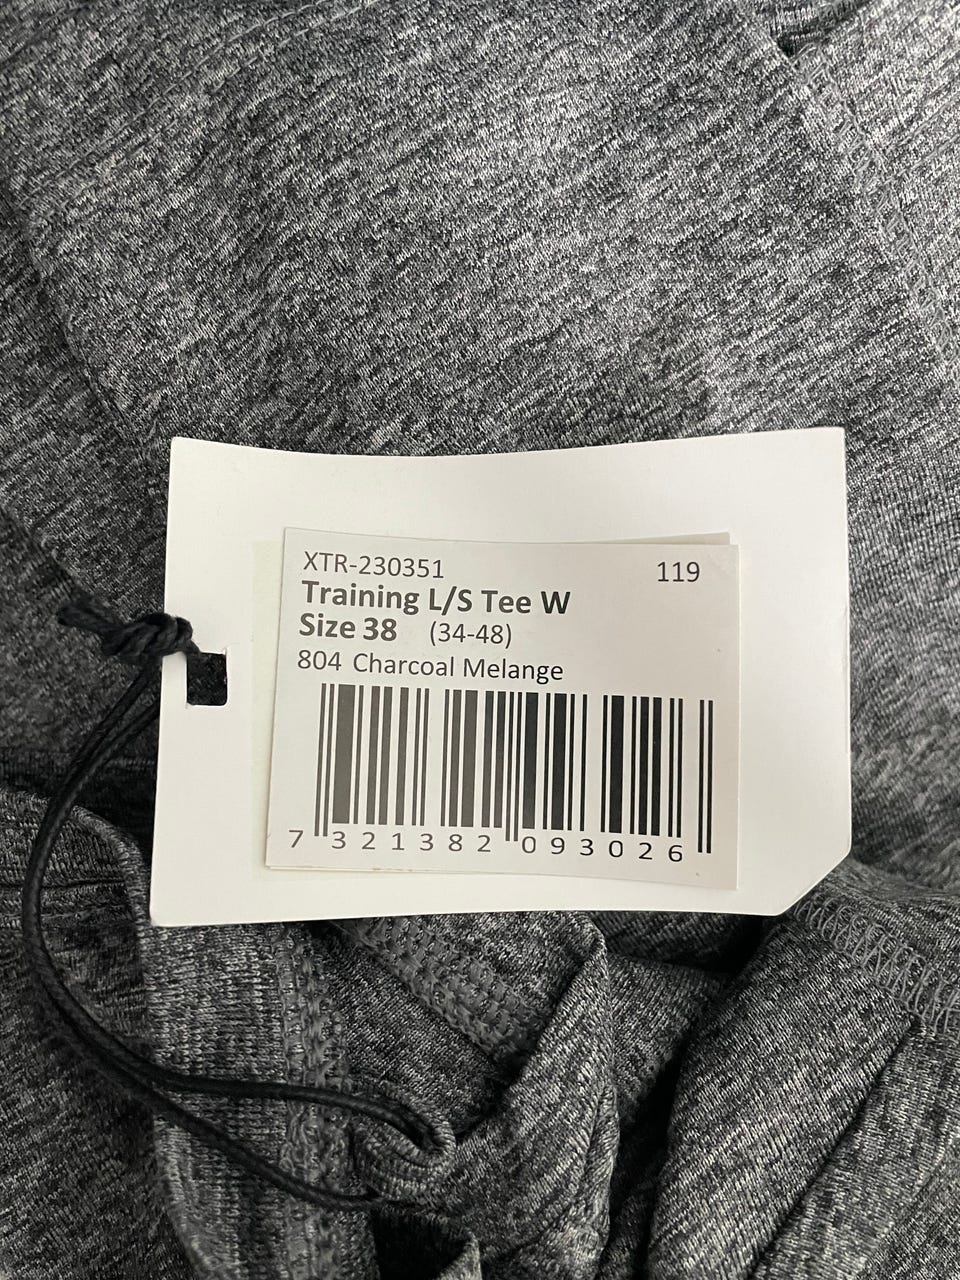 XTR-230351 119
Training L/S Tee W
Size 38 (34-48)
804 Charcoal Melange
7 321382 093026